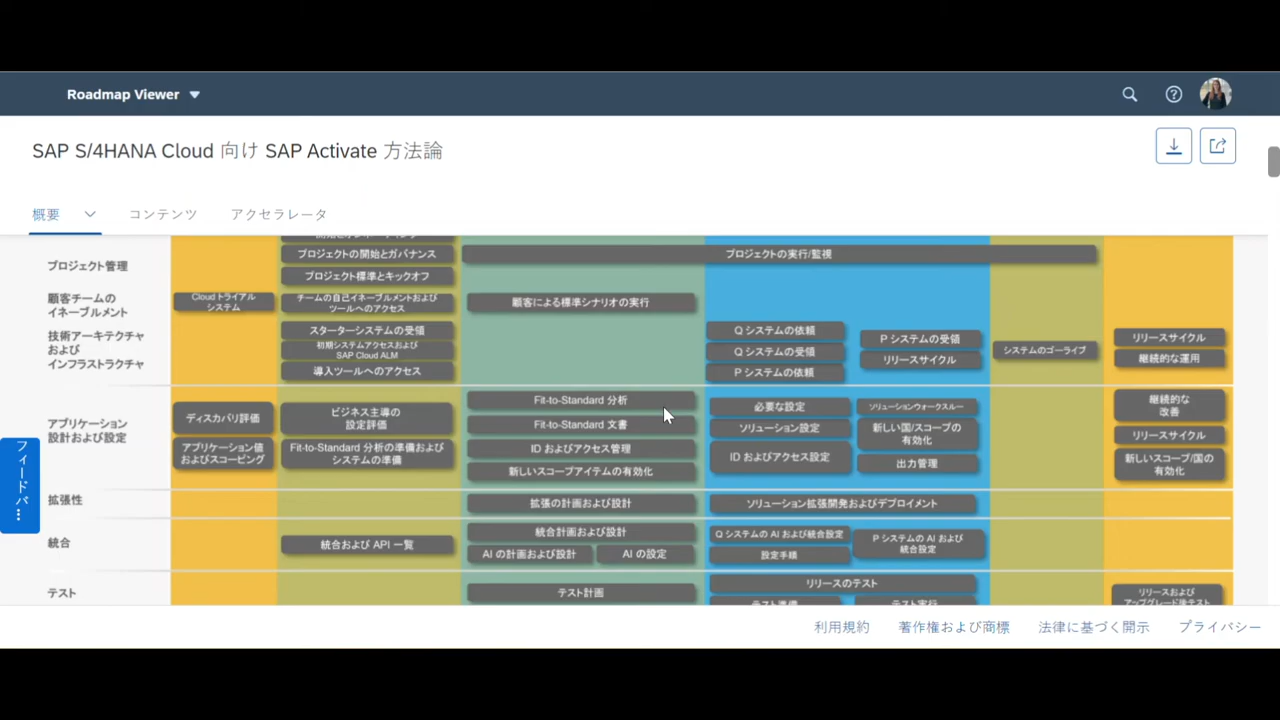 Roadmap Viewer
SAP S/4HANA Cloud 向け SAP Activate 方法論
概要
コンテンツ
アクセラレータ
プロジェクト管理
プロジェクトの開始とガバナンス
プロジェクトの実行/監視
プロジェクト標準とキックオフ
顧客チームの
イネーブルメント
Cloud トライアル
システム
チームの自己イネーブルメントおよび
ツールへのアクセス
顧客による標準シナリオの実行
技術アーキテクチャ
および
インフラストラクチャ
スターターシステムの受領
初期システムアクセスおよび
SAP Cloud ALM
導入ツールへのアクセス
Q システムの依頼
Q システムの受領
P システムの依頼
P システムの受領
リリースサイクル
システムのゴーライブ
リリースサイクル
継続的な運用
アプリケーション
設計および設定
ディスカバリ評価
アプリケーション値
およびスコーピング
ビジネス主導の
設定評価
Fit-to-Standard 分析の準備および
システムの準備
Fit-to-Standard 分析
Fit-to-Standard 文書
ID およびアクセス管理
新しいスコープアイテムの有効化
必要な設定
ソリューション設定
ID およびアクセス設定
ソリューションウォークスルー
新しい国/スコープの
有効化
出力管理
継続的な
改善
リリースサイクル
新しいスコープ/国の
有効化
拡張性
拡張の計画および設計
ソリューション拡張開発およびデプロイメント
統合
統合および API 一覧
統合計画および設計
AI の計画および設計
AI の設定
Q システムの AI および統合設定
設定手順
P システムの AI および
統合設定
テスト
テスト計画
リリースのテスト
テスト準備
テスト実行
リリースおよび
アップグレード後テスト
フィードバ...
利用規約
著作権および商標
法律に基づく開示
プライバシー